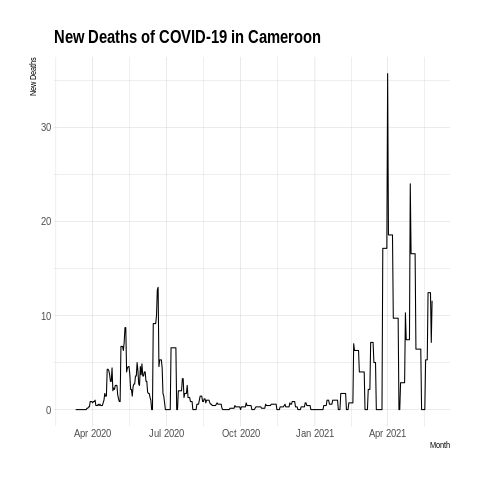 New Deaths of COVID-19 in Cameroon
New Deaths
30
20
10
0
Apr 2020 Jul 2020 Oct 2020 Jan 2021 Apr 2021
Month